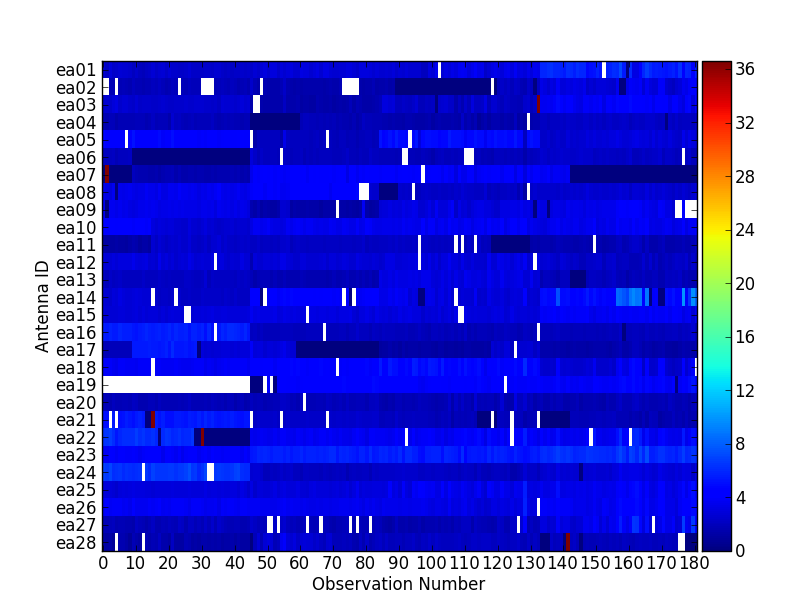 ea01
ea02
ea03
ea04
ea05
ea06
ea07
ea08
ea09
ea10
ea11
ea12
ea13
ea14
ea15
ea16
ea17
ea18
ea19
ea20
ea21
ea22
ea23
ea24
ea25
ea26
ea27
ea28
Antenna ID
0 10 20 30 40 50 60 70 80 90 100 110 120 130 140 150 160 170 180
Observation Number
36
32
28
24
20
16
12
8
4
0